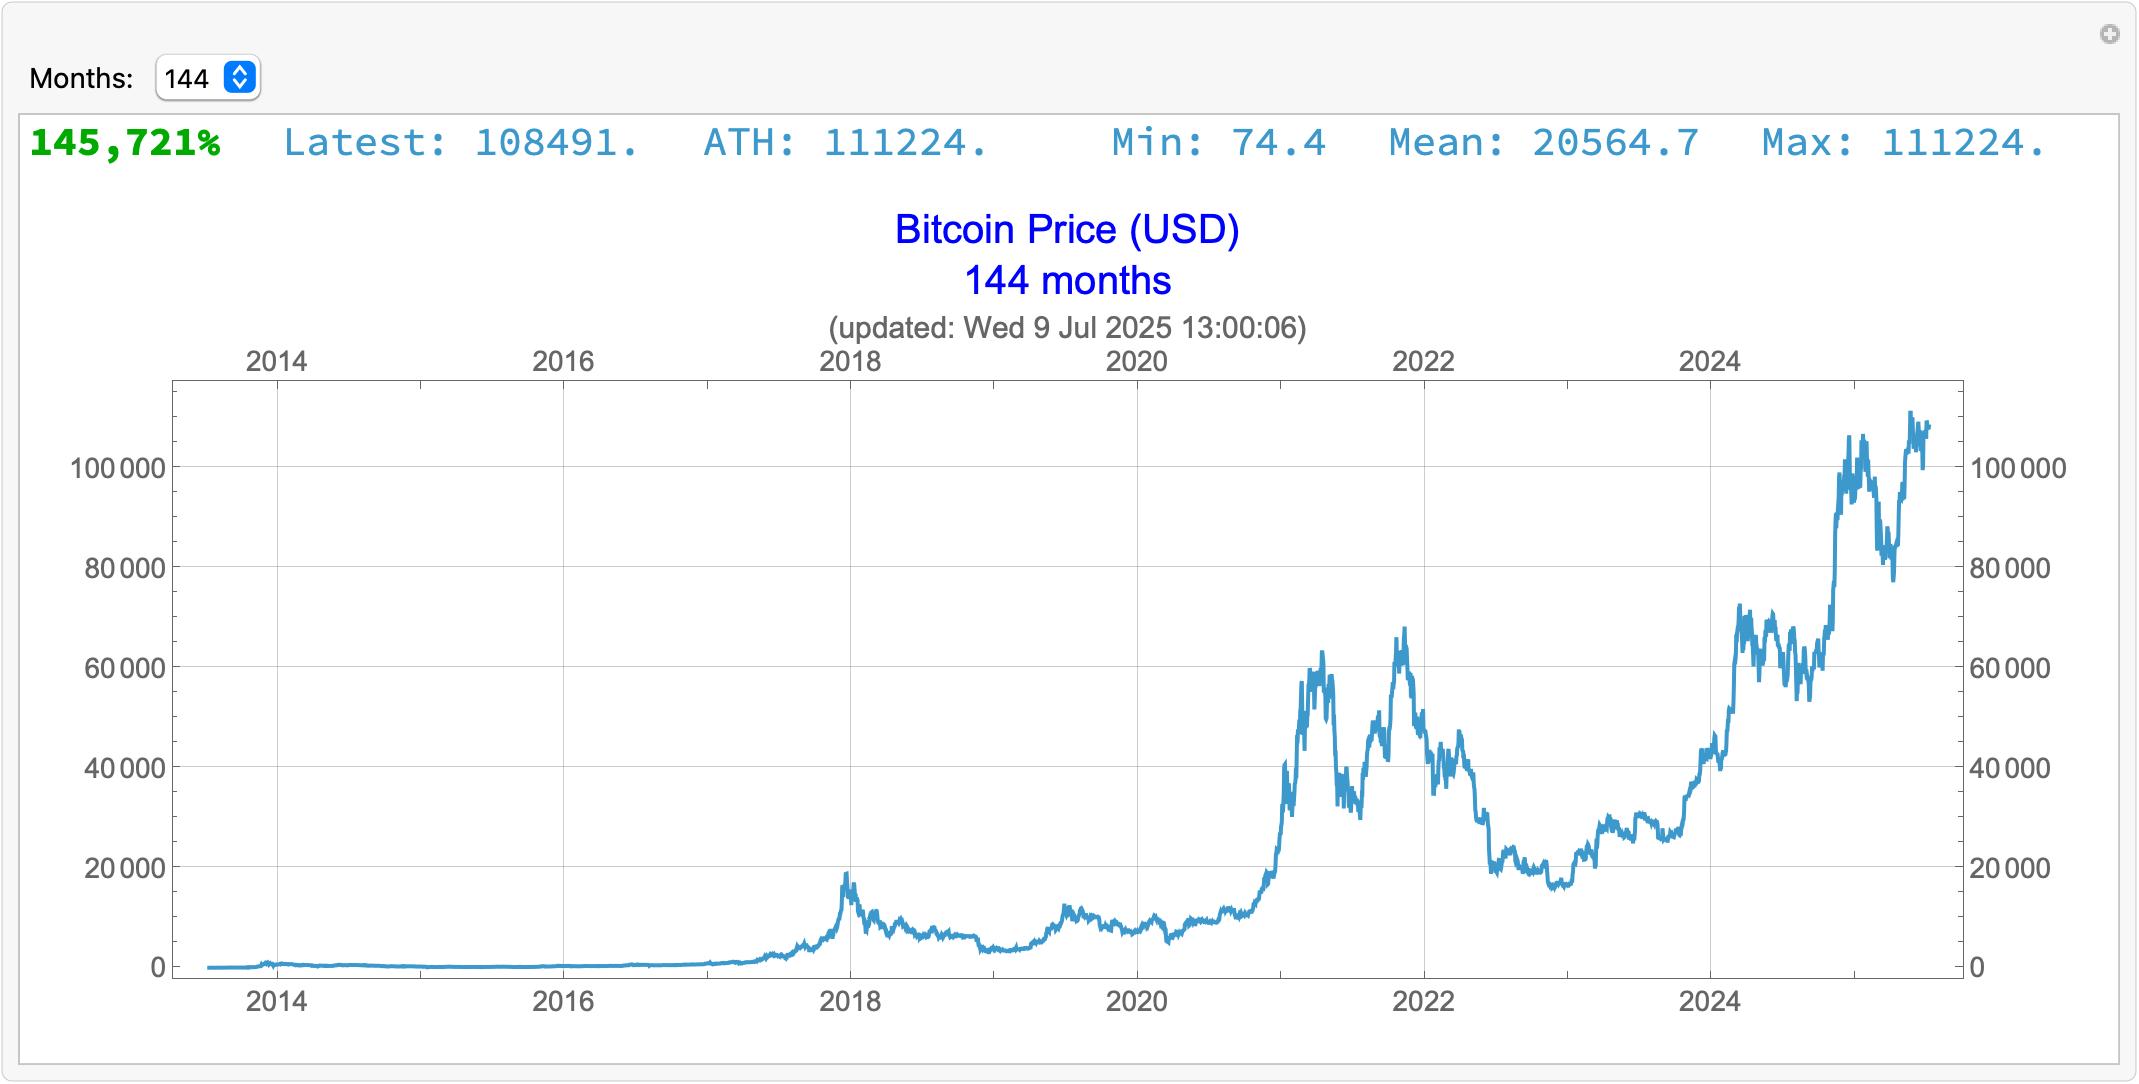 Months: 144
145,721% Latest: 108491. ATH: 111224. Min: 74.4 Mean: 20564.7 Max: 111224.
Bitcoin Price (USD)
144 months
(updated: Wed 9 Jul 2025 13:00:06)
2014 2016 2018 2020 2022 2024
100 000 100 000
80 000 80 000
60 000 60 000
40 000 40 000
20 000 20 000
0 0
2014 2016 2018 2020 2022 2024